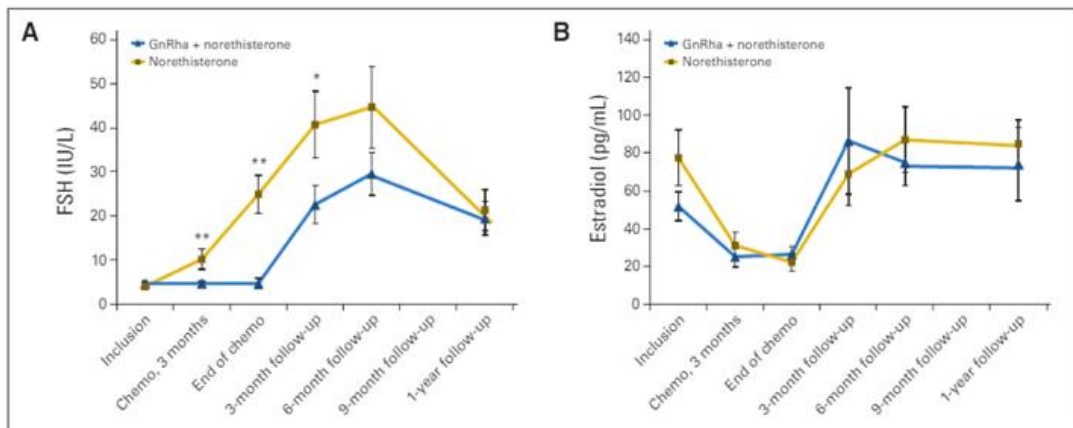 A
FSH (IU/L)
60
50
40
30
20
10
0
GnRha + norethisterone
Norethisterone
**
**
*
Inclusion
Chemo, 3 months
End of chemo
3-month follow-up
6-month follow-up
9-month follow-up
1-year follow-up
B
Estradiol (pg/mL)
140
120
100
80
60
40
20
0
GnRha + norethisterone
Norethisterone
Inclusion
Chemo, 3 months
End of chemo
3-month follow-up
6-month follow-up
9-month follow-up
1-year follow-up